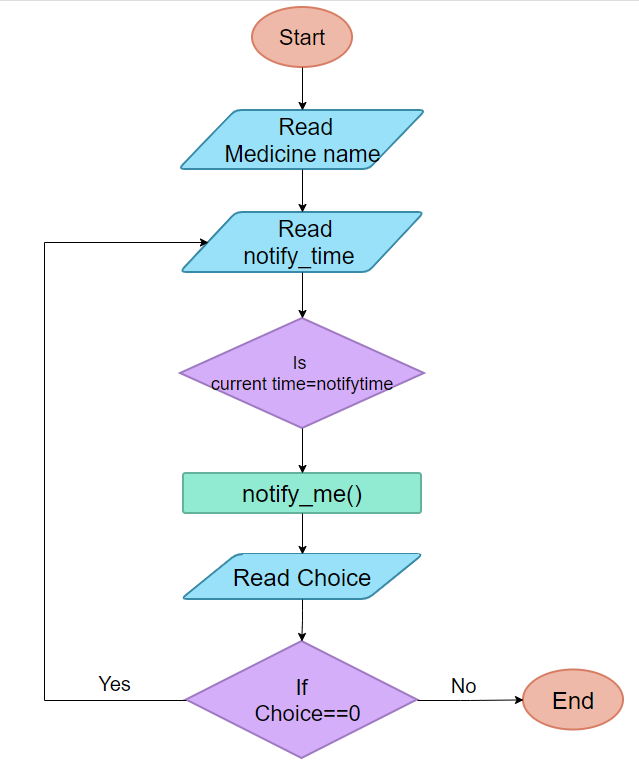 Start
Read
Medicine name
Read
notify_time
Is
current time=notifytime
notify_me()
Read Choice
If
Choice==0
Yes
No
End